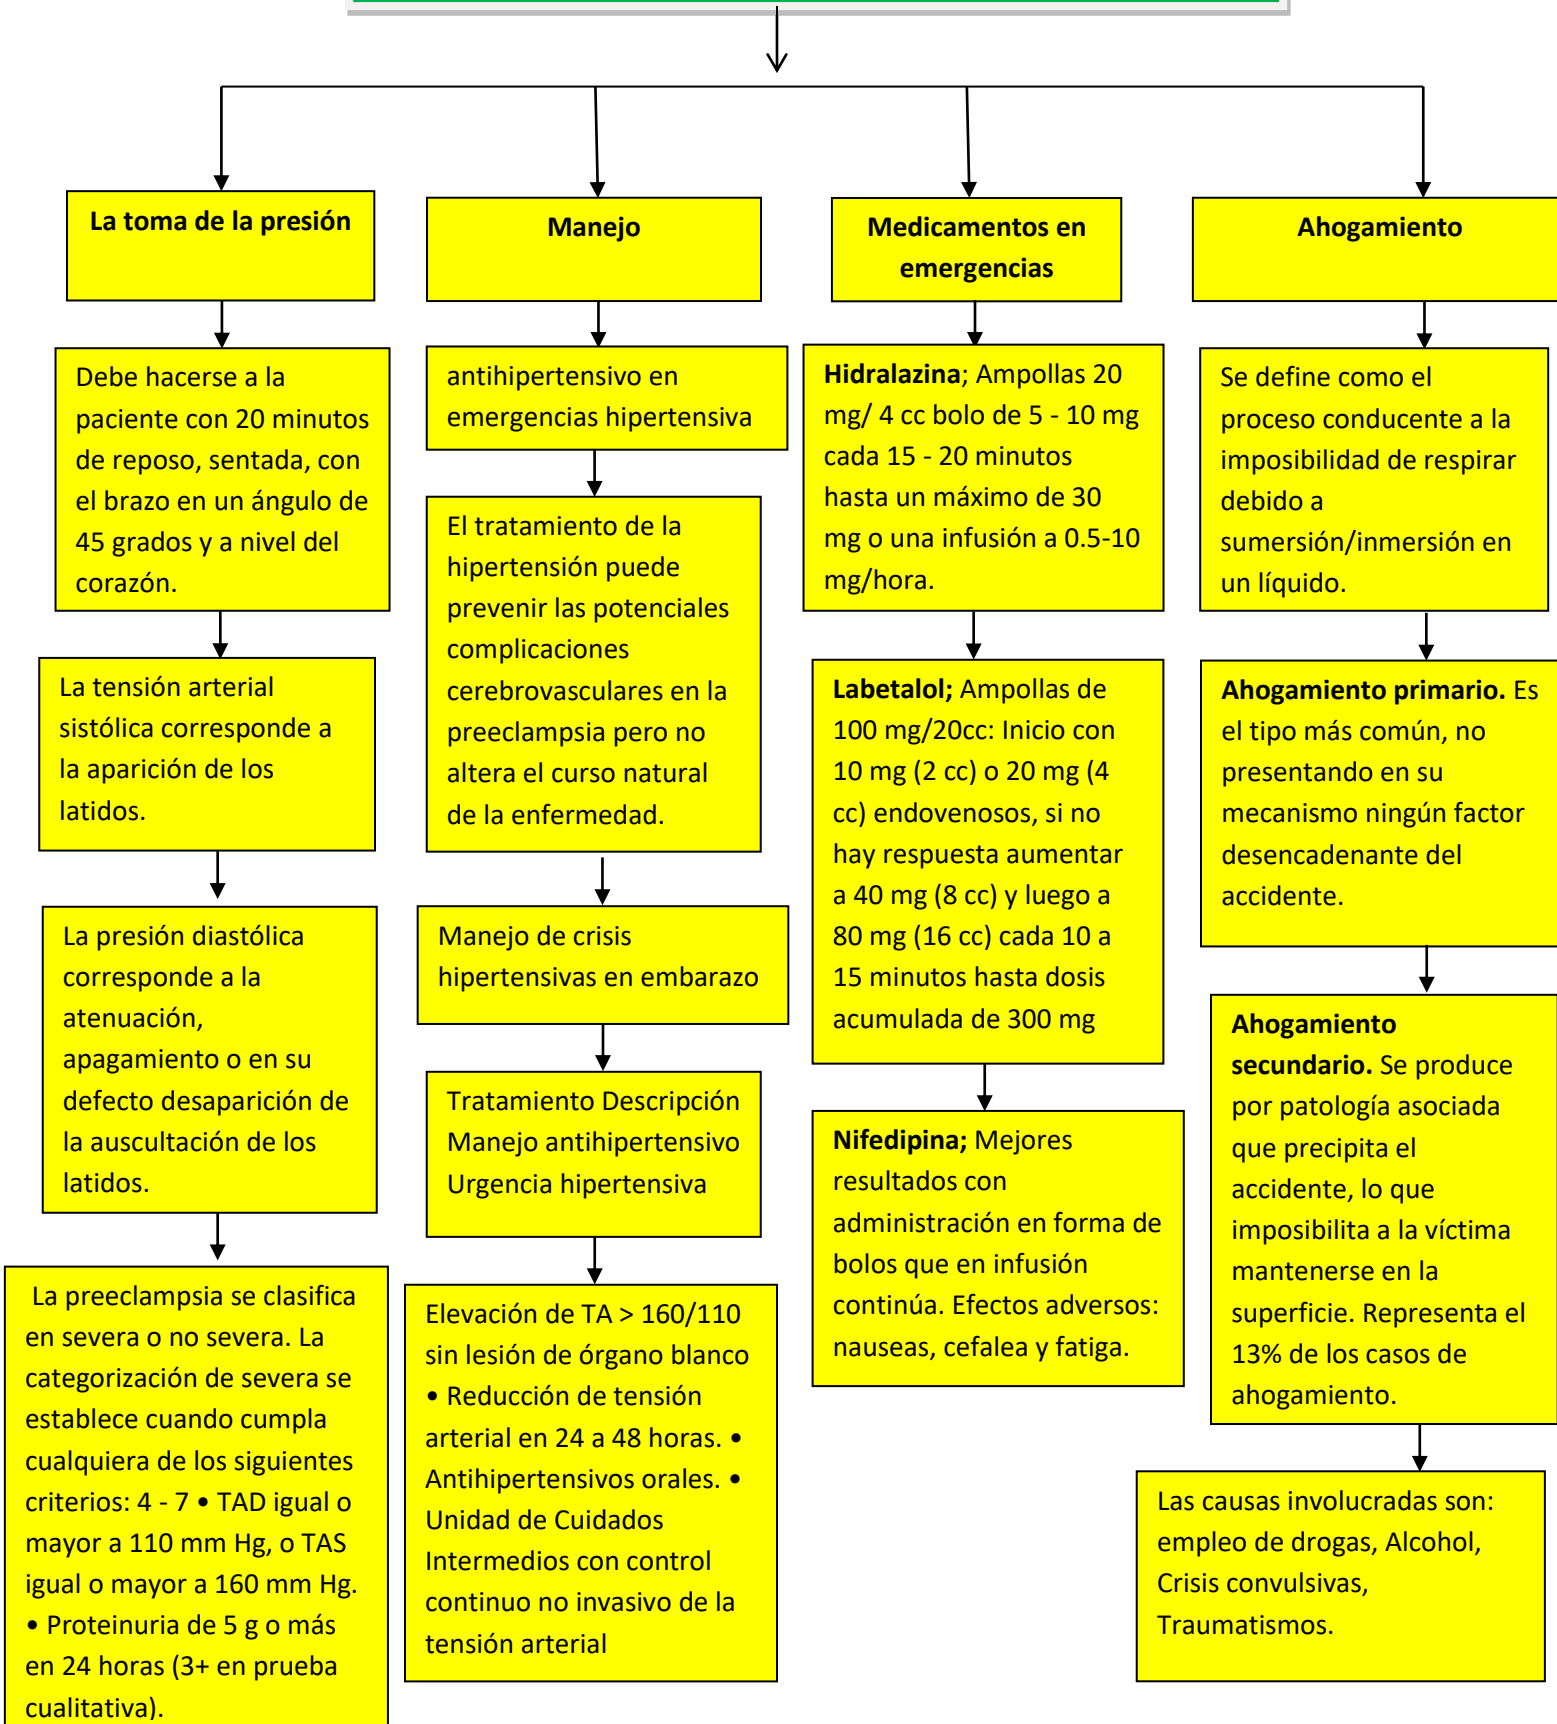 La toma de la presión
Debe hacerse a la
paciente con 20 minutos
de reposo, sentada, con
el brazo en un ángulo de
45 grados y a nivel del
corazón.
La tensión arterial
sistólica corresponde a
la aparición de los
latidos.
La presión diastólica
corresponde a la
atenuación,
apagamiento o en su
defecto desaparición de
la auscultación de los
latidos.
La preeclampsia se clasifica
en severa o no severa. La
categorización de severa se
establece cuando cumpla
cualquiera de los siguientes
criterios: 4 - 7 • TAD igual o
mayor a 110 mm Hg, o TAS
igual o mayor a 160 mm Hg.
• Proteinuria de 5 g o más
en 24 horas (3+ en prueba
cualitativa).
Manejo
antihipertensivo en
emergencias hipertensiva
El tratamiento de la
hipertensión puede
prevenir las potenciales
complicaciones
cerebrovasculares en la
preeclampsia pero no
altera el curso natural
de la enfermedad.
Manejo de crisis
hipertensivas en embarazo
Tratamiento Descripción
Manejo antihipertensivo
Urgencia hipertensiva
Elevación de TA > 160/110
sin lesión de órgano blanco
• Reducción de tensión
arterial en 24 a 48 horas. •
Antihipertensivos orales. •
Unidad de Cuidados
Intermedios con control
continuo no invasivo de la
tensión arterial
Medicamentos en
emergencias
Hidralazina; Ampollas 20
mg/ 4 cc bolo de 5 - 10 mg
cada 15 - 20 minutos
hasta un máximo de 30
mg o una infusión a 0.5-10
mg/hora.
Labetalol; Ampollas de
100 mg/20cc: Inicio con
10 mg (2 cc) o 20 mg (4
cc) endovenosos, si no
hay respuesta aumentar
a 40 mg (8 cc) y luego a
80 mg (16 cc) cada 10 a
15 minutos hasta dosis
acumulada de 300 mg
Nifedipina; Mejores
resultados con
administración en forma de
bolos que en infusión
continúa. Efectos adversos:
nauseas, cefalea y fatiga.
Ahogamiento
Se define como el
proceso conducente a la
imposibilidad de respirar
debido a
sumersión/inmersión en
un líquido.
Ahogamiento primario. Es
el tipo más común, no
presentando en su
mecanismo ningún factor
desencadenante del
accidente.
Ahogamiento
secundario. Se produce
por patología asociada
que precipita el
accidente, lo que
imposibilita a la víctima
mantenerse en la
superficie. Representa el
13% de los casos de
ahogamiento.
Las causas involucradas son:
empleo de drogas, Alcohol,
Crisis convulsivas,
Traumatismos.